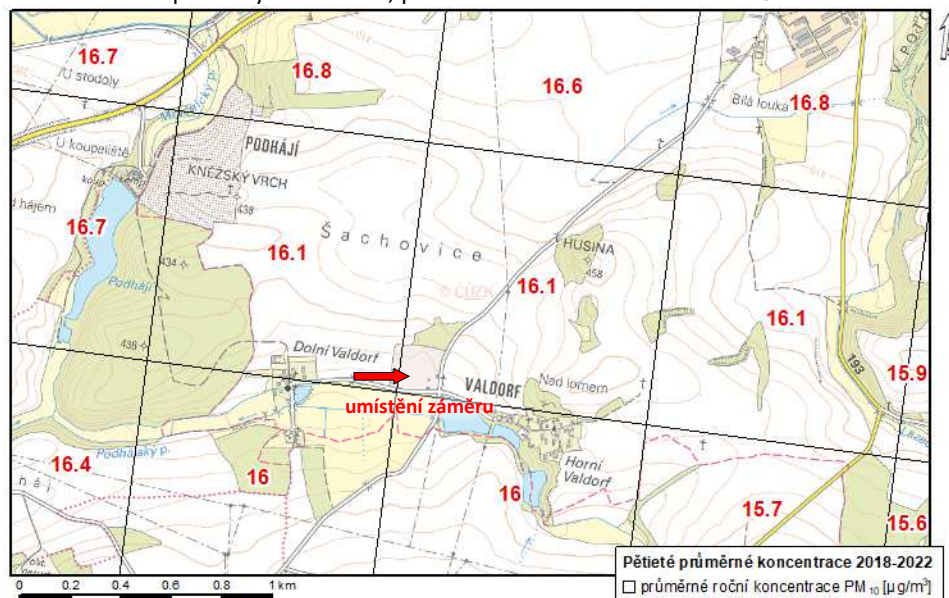 16.7
U stodoly
16.8
16.6
Bílá louka
16.8
PODHÁJÍ
U koupeliště
KNĚŽSKÝ VRCH
438
16.7
434
Podhájí
16.1
Šachovice
HUSINA
458
16.1
© ČÚZK
16.1
438
Dolní Valdorf
VALDORF
Nad lomem
193
15.9
umístění záměru
16.4
Podhájský p.
16
Horní
Valdorf
16
15.7
15.6
0 0.2 0.4 0.6 0.8 1 km
Pětieté průměrné koncentrace 2018-2022
průměrné roční koncentrace PM10 [µg/m³]